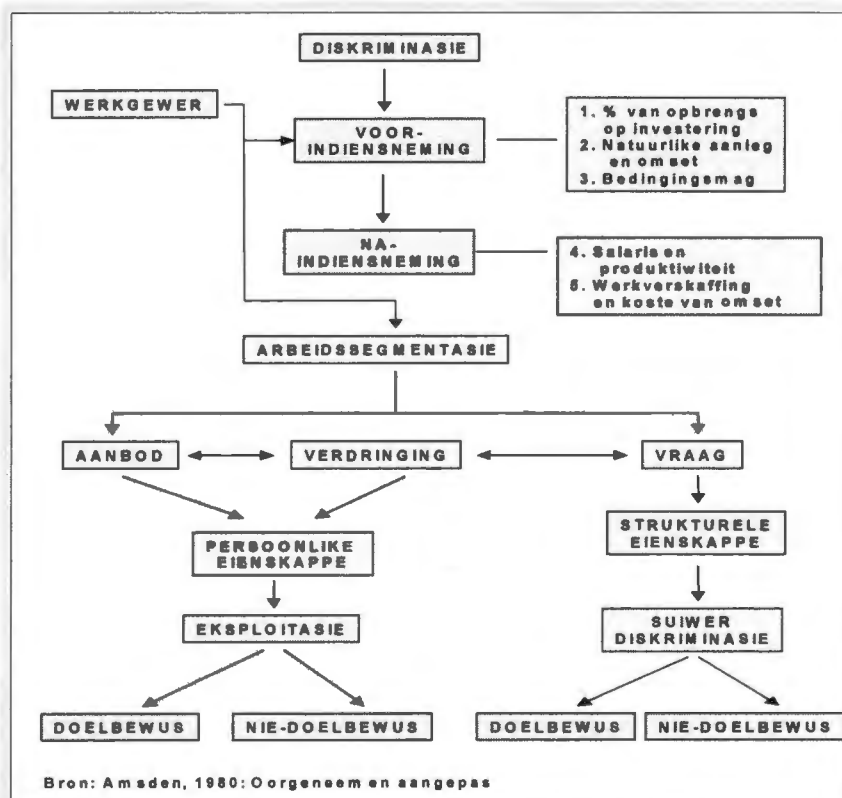 DISKRIMINASIE
WERKGEWER
VOOR-
INDIENSNEMING
1. % van opbrengs
op investering
2. Natuurlike aanleg
en omset
3. Bedingingsmag
NA-
INDIENSNEMING
4. Salaris en
produktiwiteit
5. Werkverskaffing
en koste van omset
ARBEIDSSEGMENTASIE
AANBOD
VERDRINGING
VRAAG
PERSOONLIKE
EIENSKAPPE
STRUKTURELE
EIENSKAPPE
EKSPLOITASIE
SUIWER
DISKRIMINASIE
DOELBEWUS
NIE-DOELBEWUS
DOELBEWUS
NIE-DOELBEWUS
Bron: Amsden, 1980: Oorgeneem en aangepas